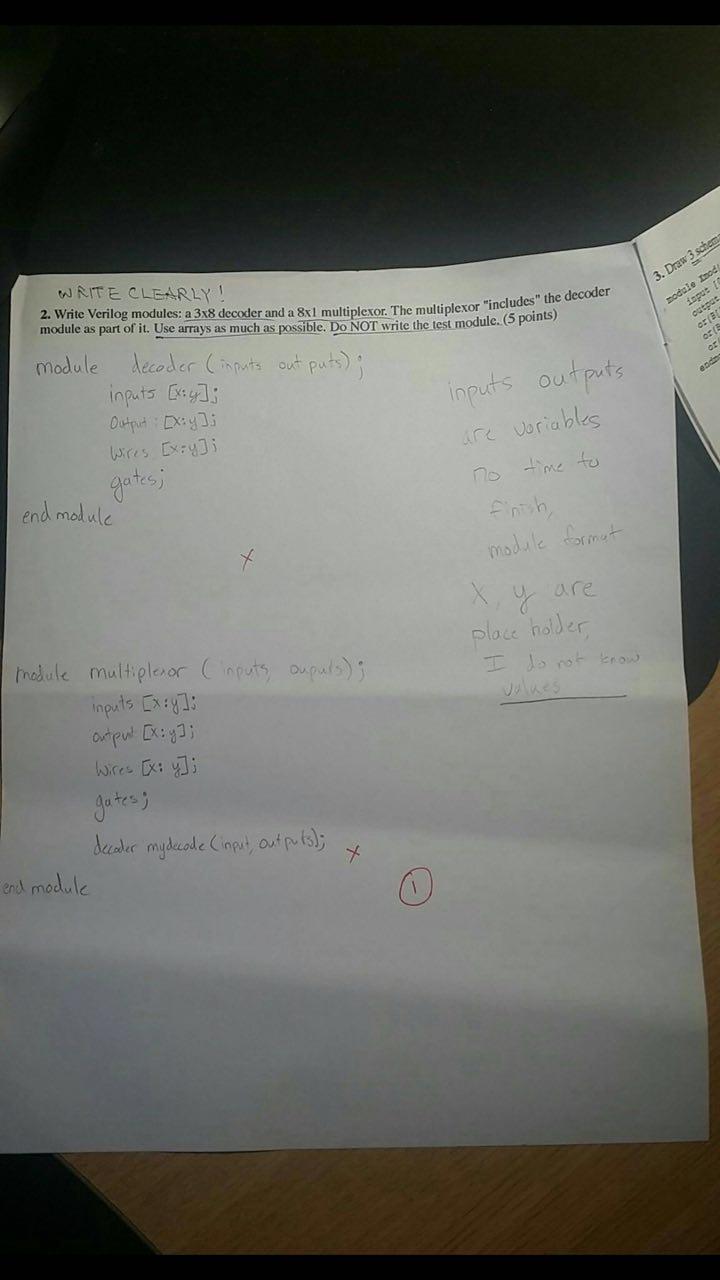 WRITE CLEARLY!
2. Write Verilog modules: a 3x8 decoder and a 8x1 multiplexor. The multiplexor "includes" the decoder
module as part of it. Use arrays as much as possible. Do NOT write the test module. (5 points)
module decoder (inputs out puts);
inputs [x:y];
Output : [x:y];
Wires [x:y];
gates;
end module
x
module multiplexor (inputs, ouputs);
inputs [x:y];
output [x:y];
Wires [x: y];
gates;
decoder mydecode (input, outputs);
x
end module
1
inputs outputs
are variables
no time to
finish,
module format
X, y are
place holder,
I do not know
values
3. Draw 3 schema
module
input [
output
or(B[
or(B
or(
or
endm